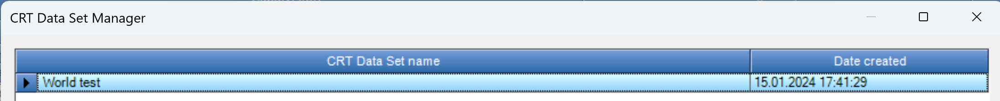 CRT Data Set Manager
CRT Data Set name Date created
World test 15.01.2024 17:41:29